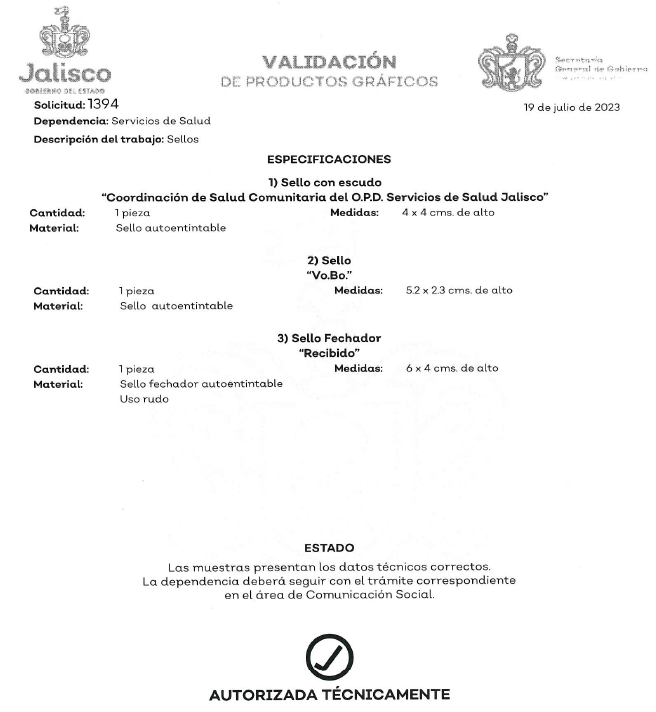 Jalisco
GOBIERNO DEL ESTADO
VALIDACIÓN
DE PRODUCTOS GRÁFICOS
Secretaría
General de Gobierno
Solicitud: 1394
19 de julio de 2023
Dependencia: Servicios de Salud
Descripción del trabajo: Sellos
ESPECIFICACIONES
1) Sello con escudo
“Coordinación de Salud Comunitaria del O.P.D. Servicios de Salud Jalisco”
Cantidad: 1 pieza Medidas: 4 x 4 cms. de alto
Material: Sello autoentintable
2) Sello
“Vo.Bo.”
Cantidad: 1 pieza Medidas: 5.2 x 2.3 cms. de alto
Material: Sello autoentintable
3) Sello Fechador
“Recibido”
Cantidad: 1 pieza Medidas: 6 x 4 cms. de alto
Material: Sello fechador autoentintable
Uso rudo
ESTADO
Las muestras presentan los datos técnicos correctos.
La dependencia deberá seguir con el trámite correspondiente
en el área de Comunicación Social.
AUTORIZADA TÉCNICAMENTE